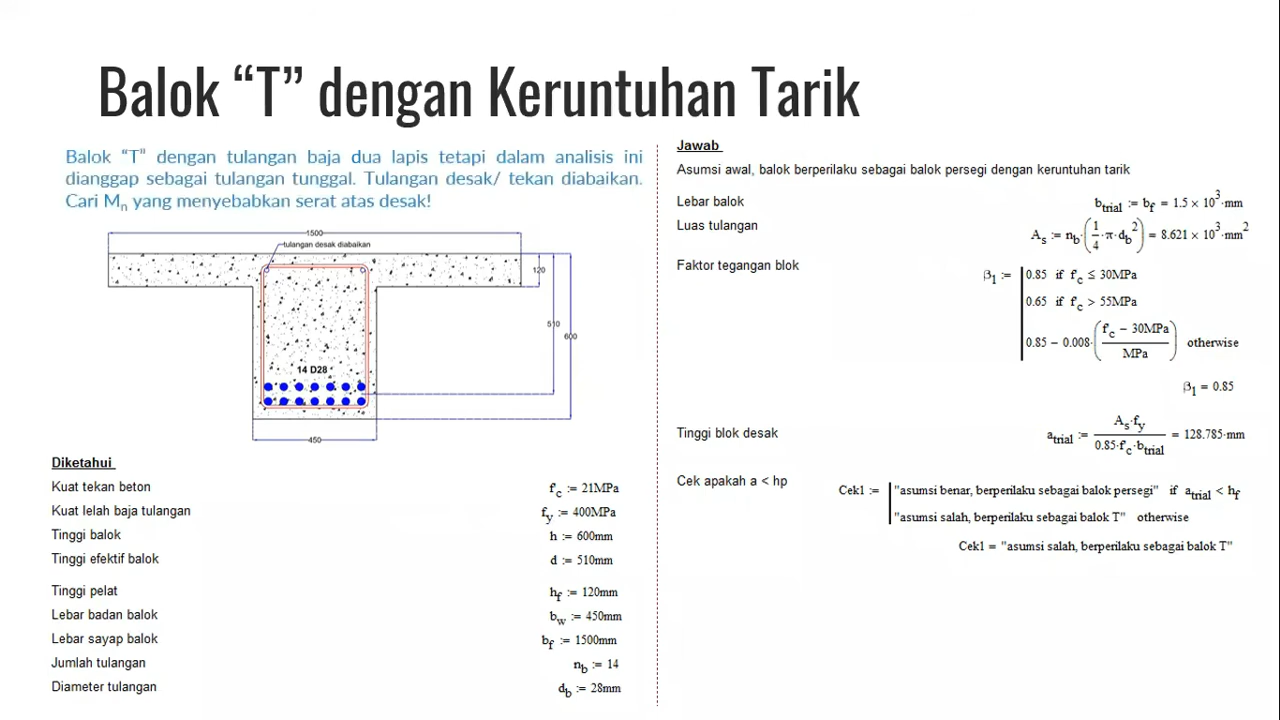 Balok “T” dengan Keruntuhan Tarik
Balok “T” dengan tulangan baja dua lapis tetapi dalam analisis ini
dianggap sebagai tulangan tunggal. Tulangan desak/ tekan diabaikan.
Cari Mn yang menyebabkan serat atas desak!
1500
tulangan desak diabaikan
120
510
600
14 D28
450
Diketahui
Kuat tekan beton f'c := 21MPa
Kuat lelah baja tulangan fy := 400MPa
Tinggi balok h := 600mm
Tinggi efektif balok d := 510mm
Tinggi pelat hf := 120mm
Lebar badan balok bw := 450mm
Lebar sayap balok bf := 1500mm
Jumlah tulangan nb := 14
Diameter tulangan db := 28mm
Jawab
Asumsi awal, balok berperilaku sebagai balok persegi dengan keruntuhan tarik
Lebar balok btrial := bf = 1.5 × 10^3·mm
Luas tulangan As := nb·(1/4·π·db^2) = 8.621 × 10^3·mm^2
Faktor tegangan blok β1 := 0.85 if f'c ≤ 30MPa
0.65 if f'c > 55MPa
0.85 − 0.008·(f'c − 30MPa / MPa) otherwise
β1 = 0.85
Tinggi blok desak atrial := As·fy / 0.85·f'c·btrial = 128.785·mm
Cek apakah a < hp Cek1 := "asumsi benar, berperilaku sebagai balok persegi" if atrial < hf
"asumsi salah, berperilaku sebagai balok T" otherwise
Cek1 = "asumsi salah, berperilaku sebagai balok T"